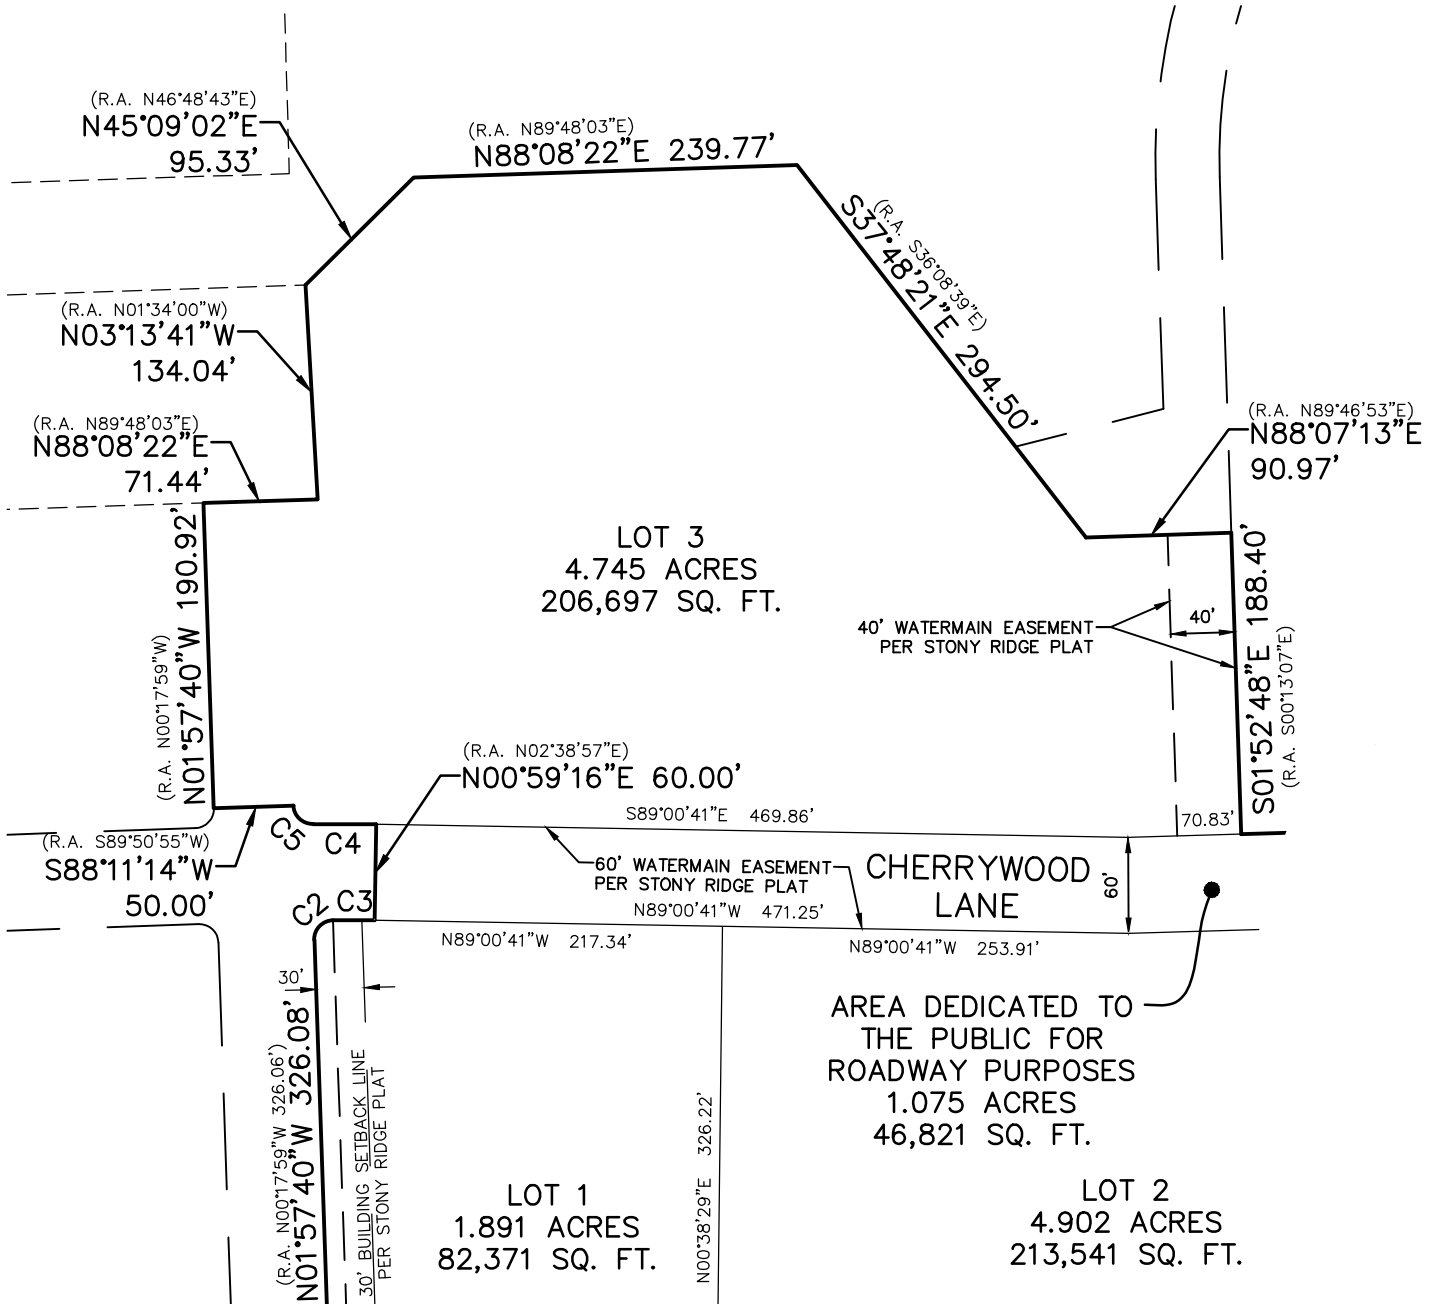 (R.A. N46°48'43"E)
N45°09'02"E
95.33'
(R.A. N89°48'03"E)
N88°08'22"E 239.77'
(R.A. S36°08'39"E)
S37°48'21"E 294.50'
(R.A. N01°34'00"W)
N03°13'41"W
134.04'
(R.A. N89°48'03"E)
N88°08'22"E
71.44'
(R.A. N89°46'53"E)
N88°07'13"E
90.97'
LOT 3
4.745 ACRES
206,697 SQ. FT.
(R.A. N00°17'59"W)
N01°57'40"W 190.92'
40' WATERMAIN EASEMENT
PER STONY RIDGE PLAT
40'
S01°52'48"E 188.40'
(R.A. S00°13'07"E)
(R.A. N02°38'57"E)
N00°59'16"E 60.00'
S89°00'41"E 469.86'
70.83'
C5
C4
(R.A. S89°50'55"W)
S88°11'14"W
50.00'
60' WATERMAIN EASEMENT
PER STONY RIDGE PLAT
CHERRYWOOD
LANE
60'
C2
C3
N89°00'41"W 471.25'
N89°00'41"W 217.34'
N89°00'41"W 253.91'
30'
AREA DEDICATED TO
THE PUBLIC FOR
ROADWAY PURPOSES
1.075 ACRES
46,821 SQ. FT.
(R.A. N00°17'59"W 326.06')
N01°57'40"W 326.08'
30' BUILDING SETBACK LINE
PER STONY RIDGE PLAT
N00°38'29"E 326.22'
LOT 1
1.891 ACRES
82,371 SQ. FT.
LOT 2
4.902 ACRES
213,541 SQ. FT.